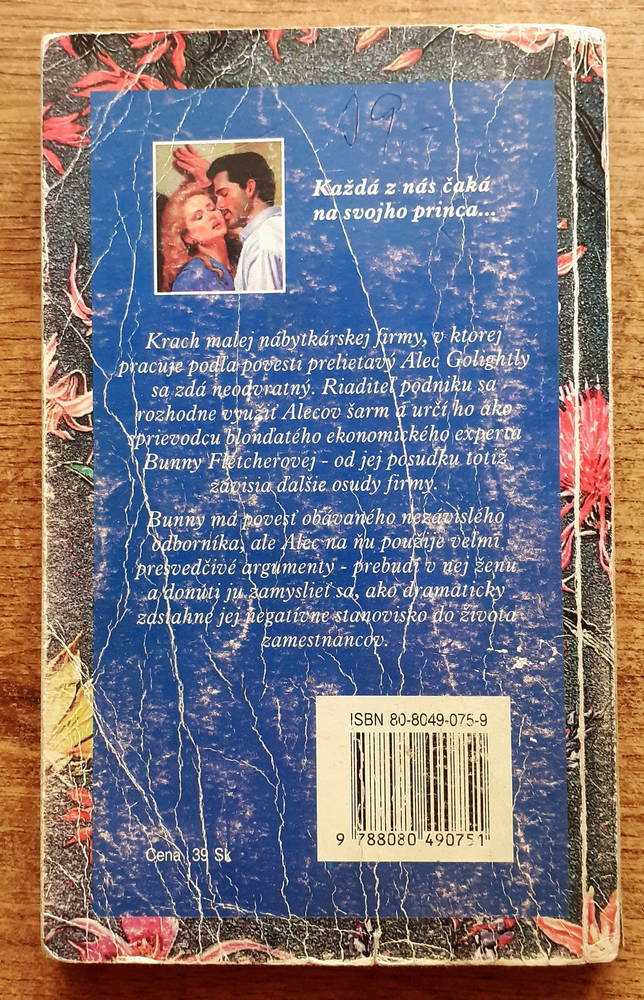 19.-
Každá z nás čaká
na svojho princa...
Krach malej nábytkárskej firmy, v ktorej
pracuje podľa povesti prelietavý Alec Golightly
sa zdá neodvratný. Riaditeľ podniku sa
rozhodne využiť Alecov šarm a určí ho ako
sprievodcu blonďatého ekonomického experta
Bunny Fletcherovej - od jej posudku totiž
závisia ďalšie osudy firmy.
Bunny má povesť obávaného nezávislého
odborníka, ale Alec na ňu použije veľmi
presvedčivé argumenty - prebudí v nej ženu
a donúti ju zamyslieť sa, ako dramaticky
zasiahne jej negatívne stanovisko do života
zamestnancov.
ISBN 80-8049-075-9
9 788080 490751
Cena 39 Sk